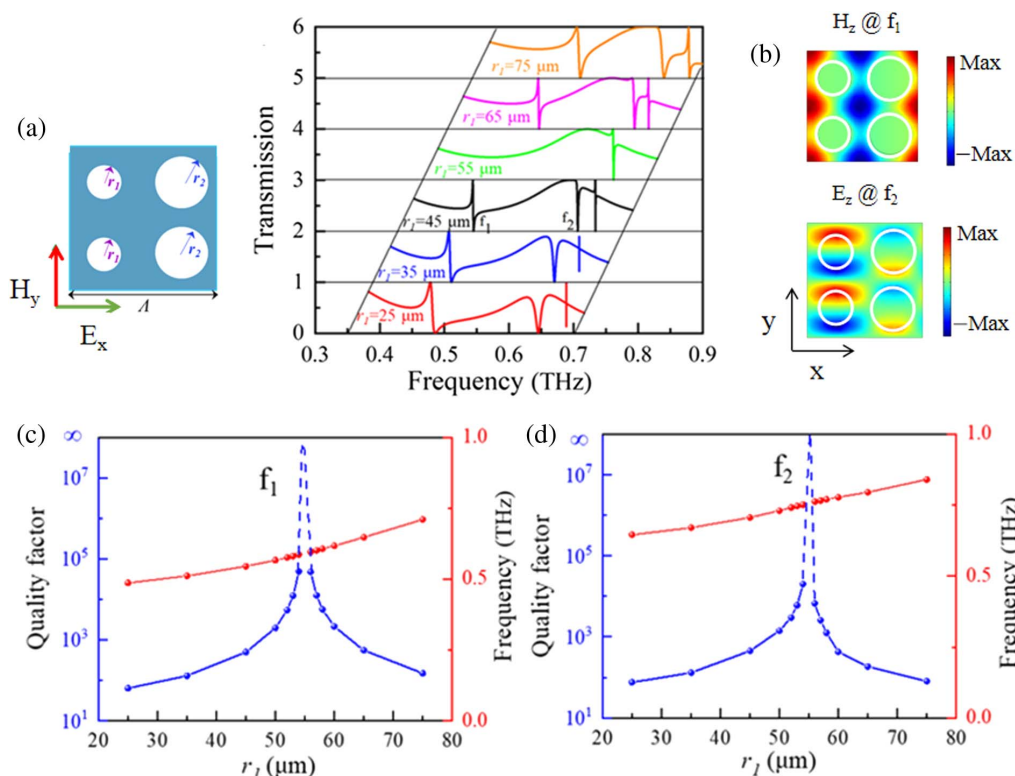 (a)
r1
r2
r1
r2
Hy
Λ
Ex
6
5
4
3
2
1
0
Transmission
r1=75 μm
r1=65 μm
r1=55 μm
r1=45 μm
f1
f2
r1=35 μm
r1=25 μm
0.3 0.4 0.5 0.6 0.7 0.8 0.9
Frequency (THz)
(b)
Hz @ f1
Max
−Max
Ez @ f2
Max
−Max
y
x
(c)
∞
10^7
10^5
10^3
10^1
Quality factor
f1
1.0
0.5
0.0
Frequency (THz)
20 30 40 50 60 70 80
r1 (μm)
(d)
∞
10^7
10^5
10^3
10^1
Quality factor
f2
1.0
0.5
0.0
Frequency (THz)
20 30 40 50 60 70 80
r1 (μm)